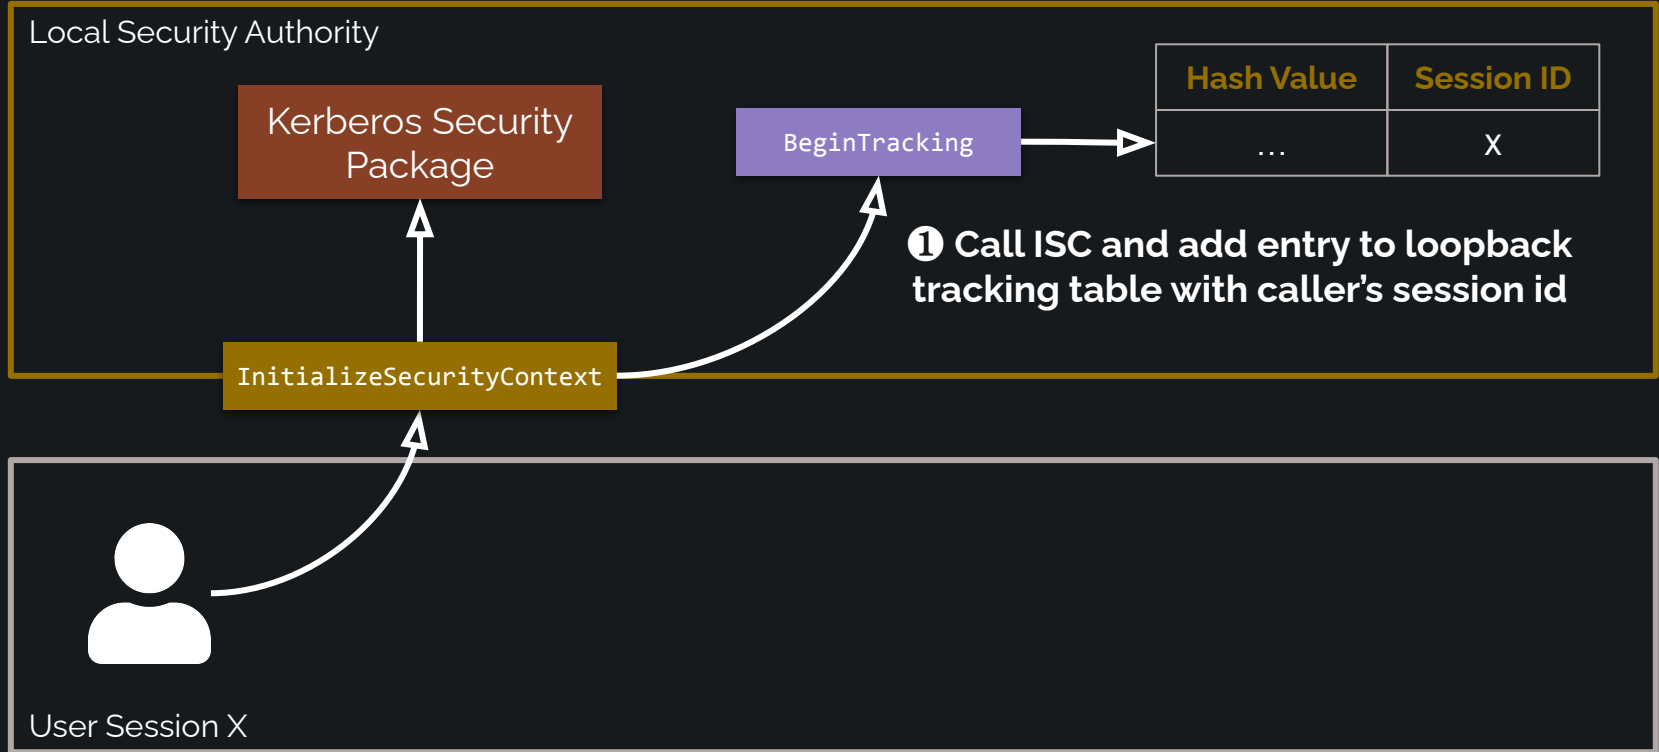 Local Security Authority
Kerberos Security
Package
BeginTracking
Hash Value Session ID
... X
❶ Call ISC and add entry to loopback
tracking table with caller’s session id
InitializeSecurityContext
User Session X